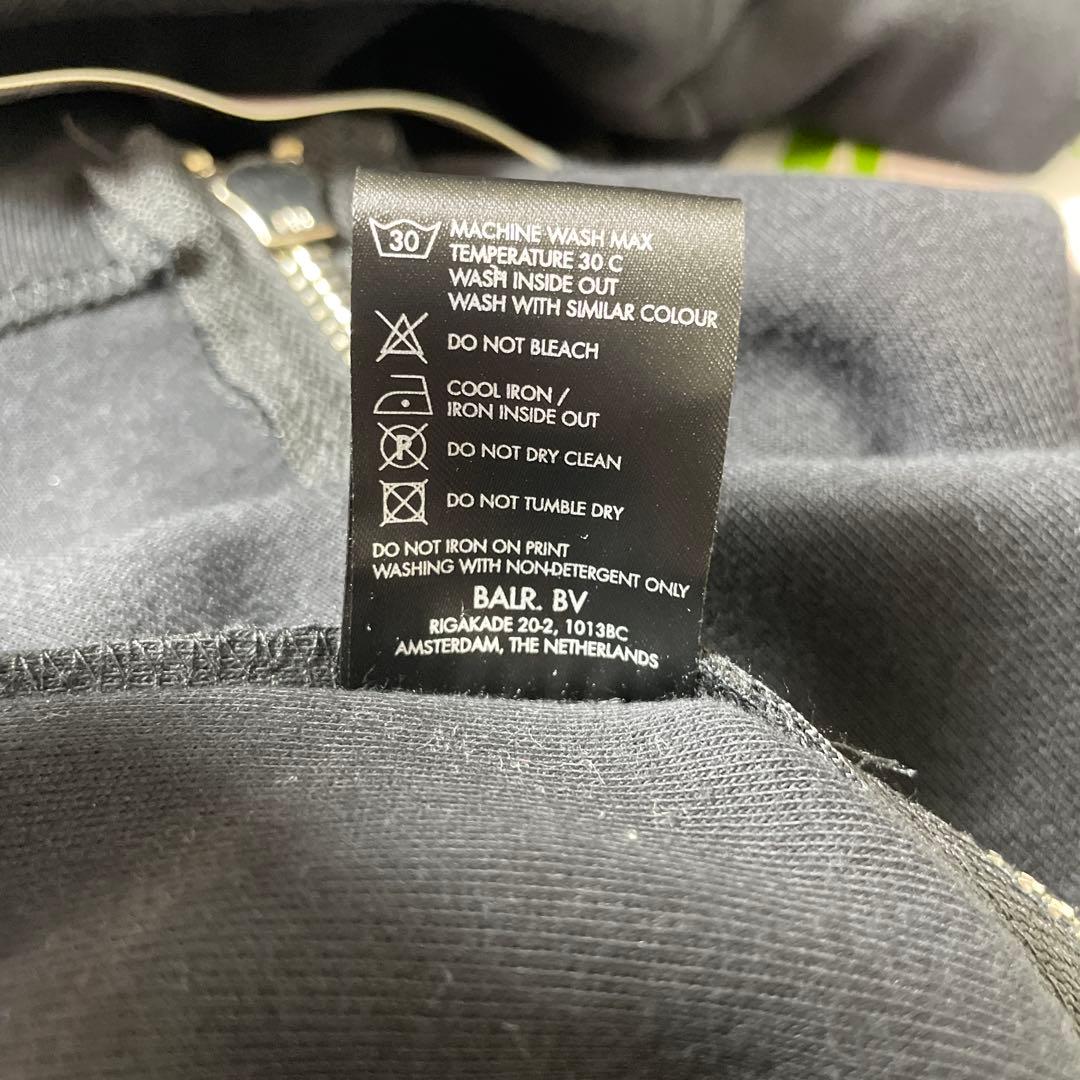 30 MACHINE WASH MAX
TEMPERATURE 30 C
WASH INSIDE OUT
WASH WITH SIMILAR COLOUR
DO NOT BLEACH
COOL IRON /
IRON INSIDE OUT
P DO NOT DRY CLEAN
DO NOT TUMBLE DRY
DO NOT IRON ON PRINT
WASHING WITH NON-DETERGENT ONLY
BALR. BV
RIGAKADE 20-2, 1013BC
AMSTERDAM, THE NETHERLANDS